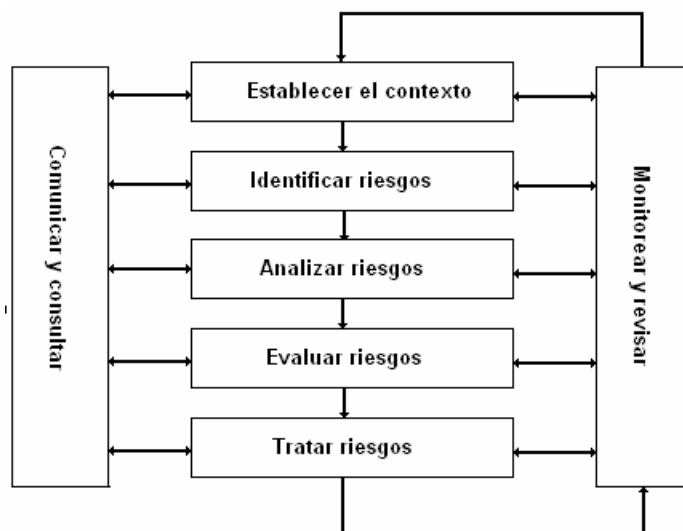 Establecer el contexto
Identificar riesgos
Analizar riesgos
Evaluar riesgos
Tratar riesgos
Comunicar y consultar
Monitorear y revisar